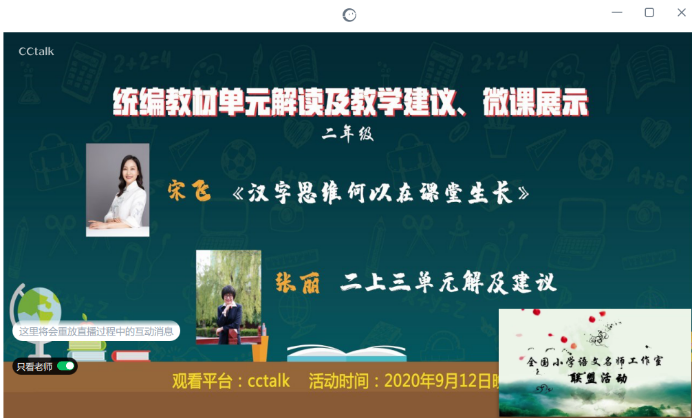 CCtalk
统编教材单元解读及教学建议、微课展示
二年级
宋飞 《汉字思维何以在课堂生长》
张丽 二上三单元解及建议
这里将会重放直播过程中的互动消息
只看老师
全国小学语文名师工作室
联盟活动
观看平台：cctalk 活动时间：2020年9月12日